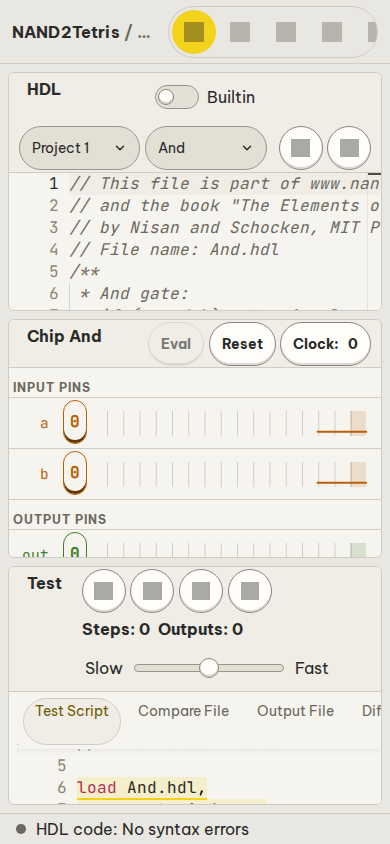 NAND2Tetris / ...
HDL
Builtin
Project 1
And
1 // This file is part of www.nan
2 // and the book "The Elements o
3 // by Nisan and Schocken, MIT P
4 // File name: And.hdl
5 /**
6 * And gate:
Chip And
Eval
Reset
Clock: 0
INPUT PINS
a 0
b 0
OUTPUT PINS
out 0
Test
Steps: 0 Outputs: 0
Slow
Fast
Test Script
Compare File
Output File
Dif
5
6 load And.hdl,
HDL code: No syntax errors